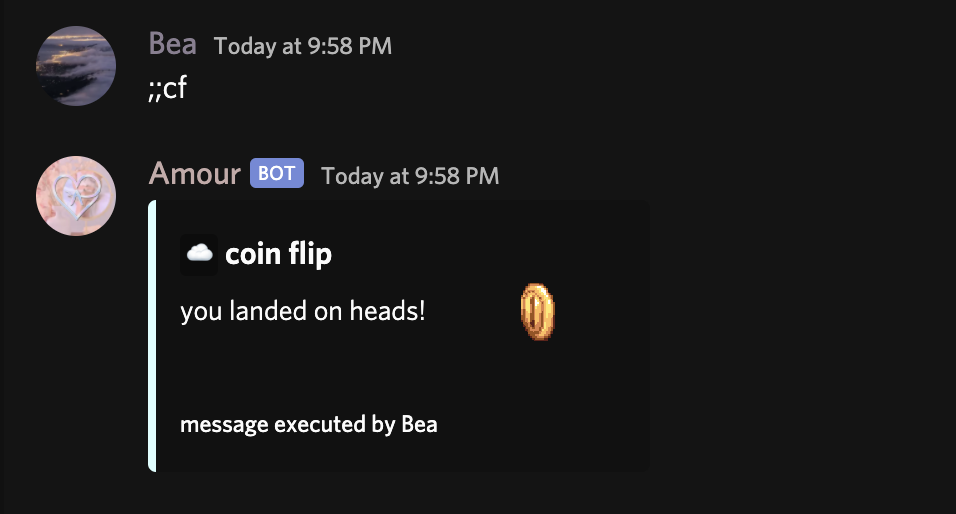 Bea Today at 9:58 PM
;;cf
Amour BOT Today at 9:58 PM
coin flip
you landed on heads!
message executed by Bea